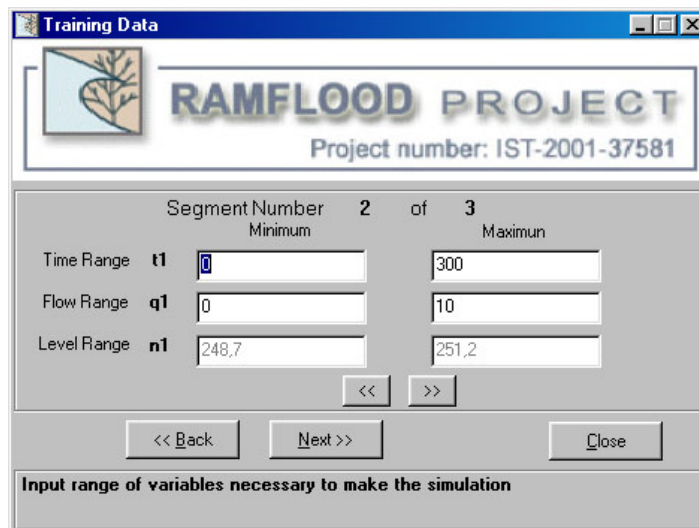 Training Data
RAMFLOOD PROJECT
Project number: IST-2001-37581
Segment Number 2 of 3
Minimum Maximun
Time Range t1 0 300
Flow Range q1 0 10
Level Range n1 248,7 251,2
<< >>
<< Back Next >> Close
Input range of variables necessary to make the simulation